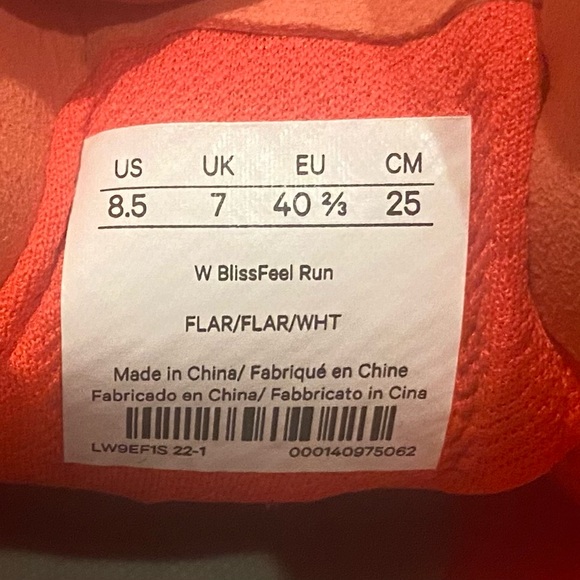 US UK EU CM
8.5 7 40 ⅔ 25
W BlissFeel Run
FLAR/FLAR/WHT
Made in China/ Fabriqué en Chine
Fabricado en China/ Fabbricato in Cina
LW9EF1S 22-1 000140975062